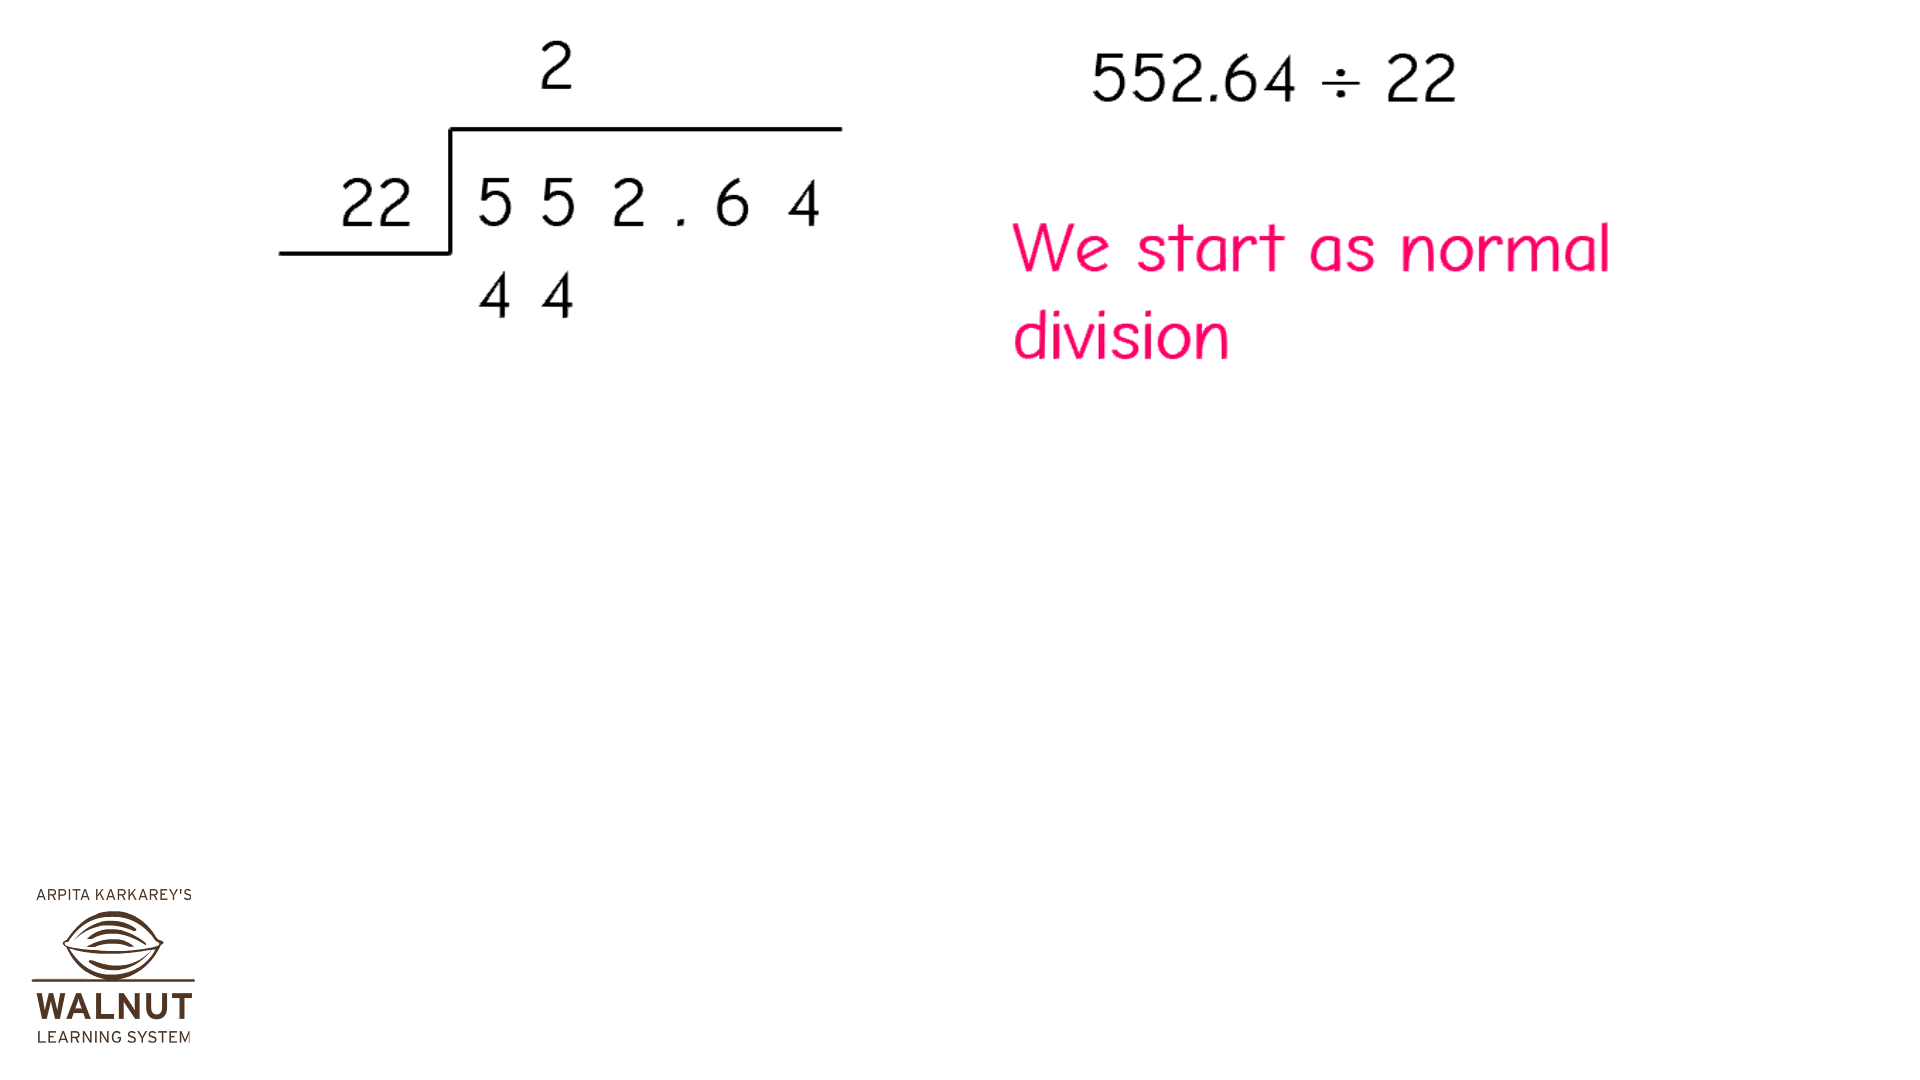 2
22 5 5 2 . 6 4
4 4
552.64 ÷ 22
We start as normal
division
ARPITA KARKAREY'S
WALNUT
LEARNING SYSTEM